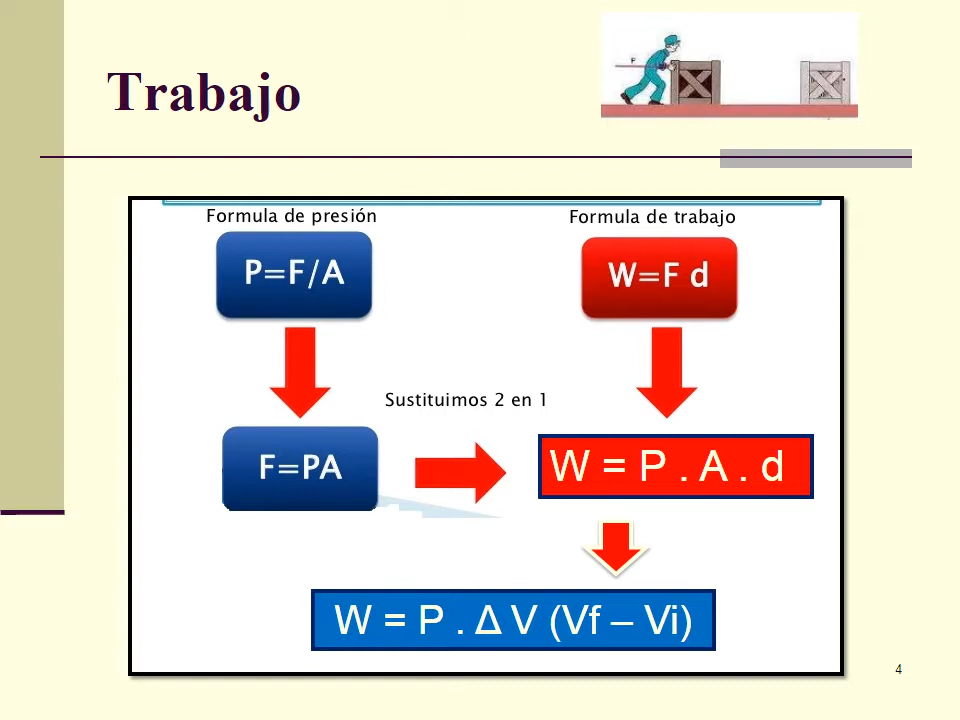 Trabajo
F
Formula de presión
Formula de trabajo
P=F/A
W=F d
Sustituimos 2 en 1
F=PA
W = P . A . d
W = P . Δ V (Vf – Vi)
4